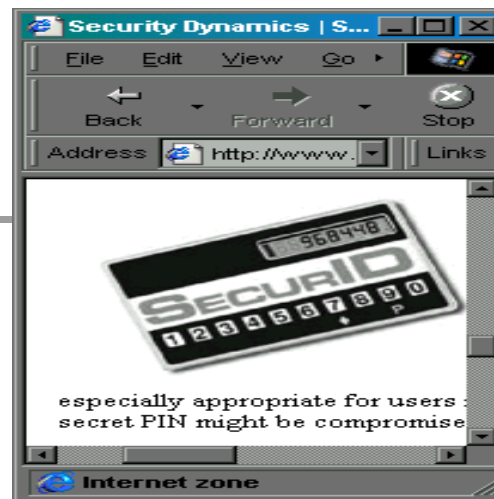 Security Dynamics | S...
File Edit View Go
Back Forward Stop
Address http://www. Links
968448
SECURID
1 2 3 4 5 6 7 8 9 0
P
especially appropriate for users
secret PIN might be compromise
Internet zone